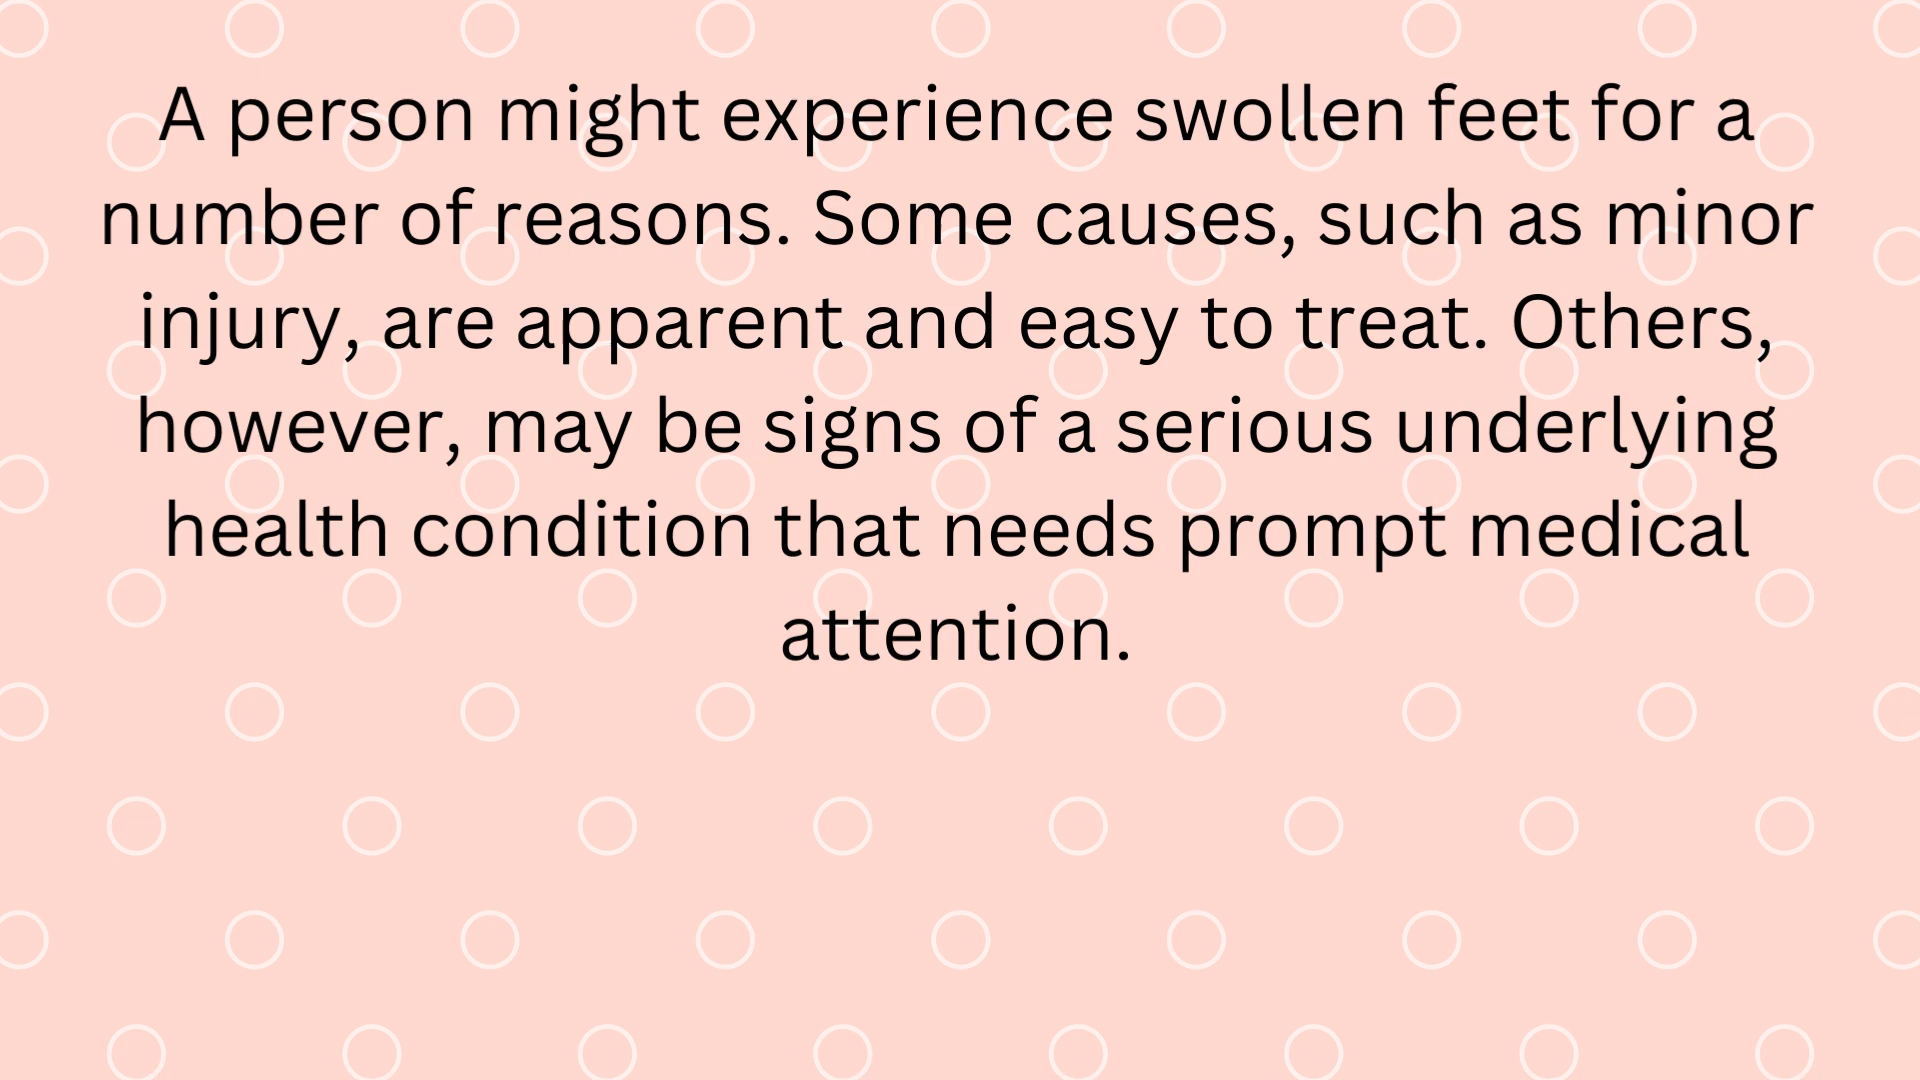 A person might experience swollen feet for a
number of reasons. Some causes, such as minor
injury, are apparent and easy to treat. Others,
however, may be signs of a serious underlying
health condition that needs prompt medical
attention.